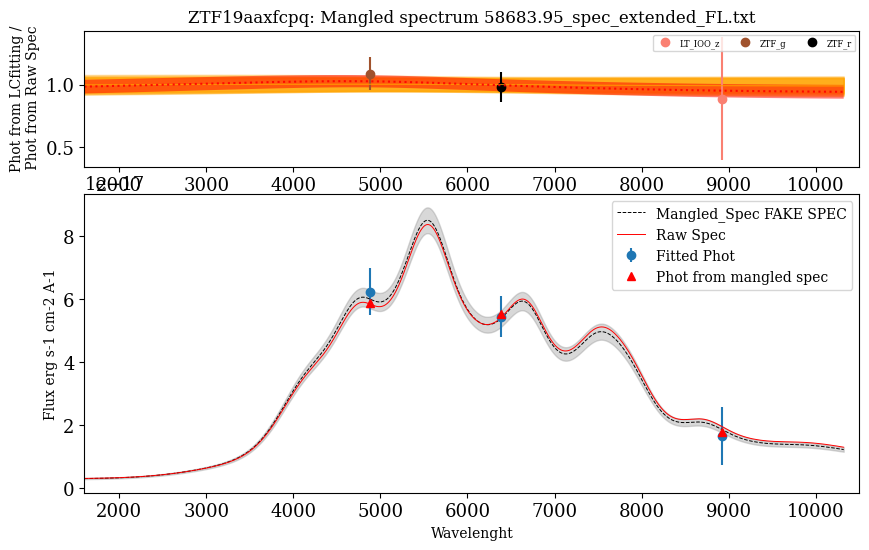 ZTF19aaxfcpq: Mangled spectrum 58683.95_spec_extended_FL.txt
Phot from LCfitting /
Phot from Raw Spec
1.0
0.5
LT_IOO_z
ZTF_g
ZTF_r
2000 3000 4000 5000 6000 7000 8000 9000 10000
1e−17
Flux erg s-1 cm-2 A-1
8
6
4
2
0
Mangled_Spec FAKE SPEC
Raw Spec
Fitted Phot
Phot from mangled spec
2000 3000 4000 5000 6000 7000 8000 9000 10000
Wavelenght